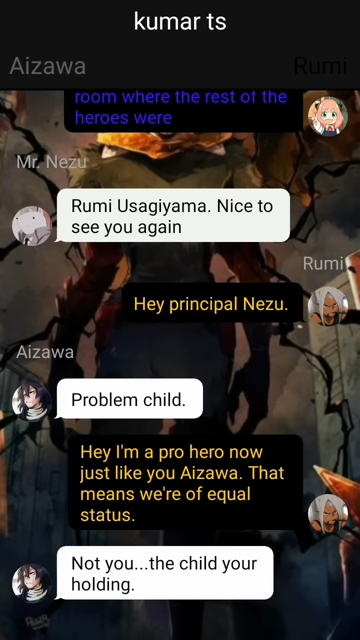 kumar ts
Aizawa
Rumi
room where the rest of the
heroes were
Mr. Nezu
Rumi Usagiyama. Nice to
see you again
Rumi
Hey principal Nezu.
Aizawa
Problem child.
Hey I'm a pro hero now
just like you Aizawa. That
means we're of equal
status.
Not you...the child your
holding.